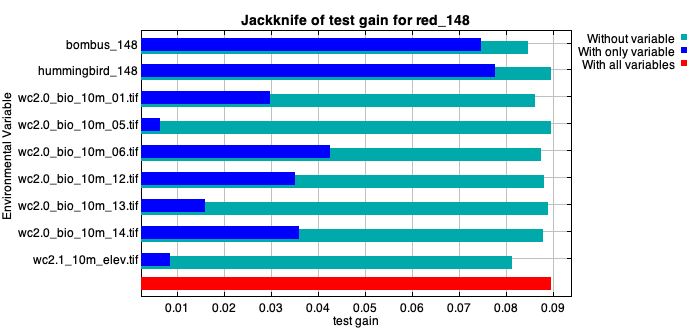 Jackknife of test gain for red_148
Without variable
With only variable
With all variables
Environmental Variable
bombus_148
hummingbird_148
wc2.0_bio_10m_01.tif
wc2.0_bio_10m_05.tif
wc2.0_bio_10m_06.tif
wc2.0_bio_10m_12.tif
wc2.0_bio_10m_13.tif
wc2.0_bio_10m_14.tif
wc2.1_10m_elev.tif
0.01 0.02 0.03 0.04 0.05 0.06 0.07 0.08 0.09
test gain